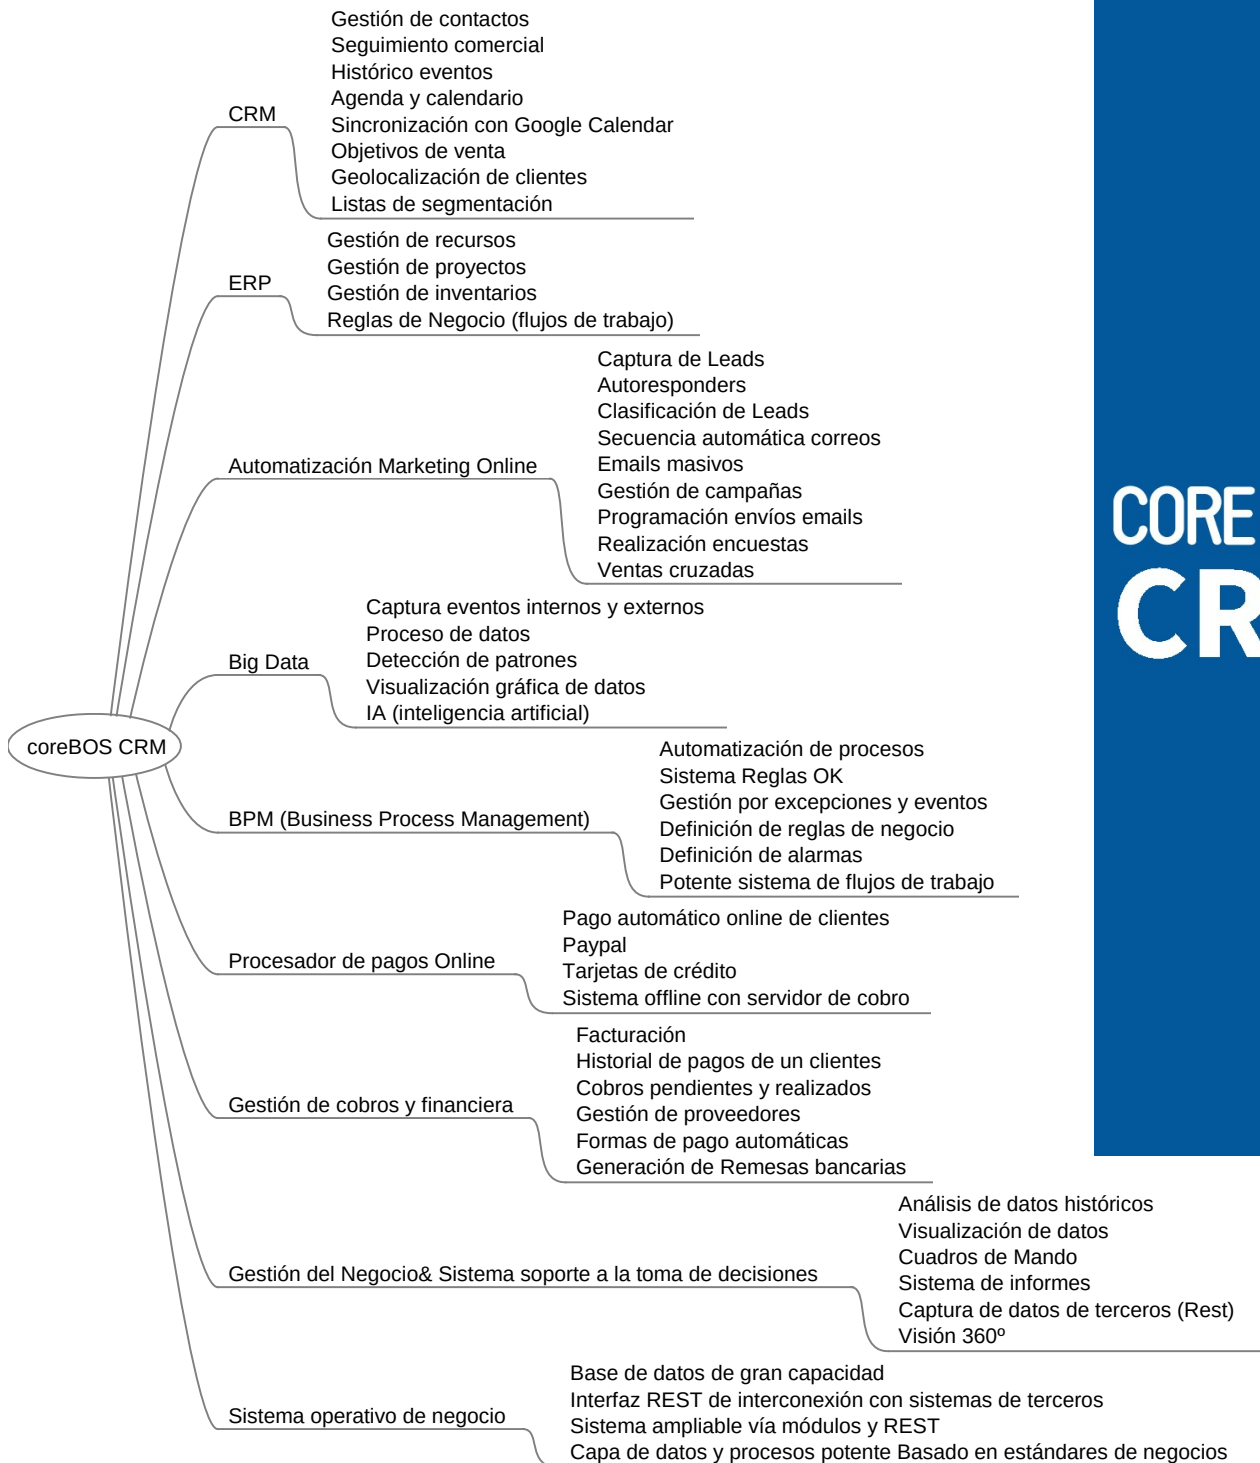 Gestión de contactos
Seguimiento comercial
Histórico eventos
Agenda y calendario
CRM
Sincronización con Google Calendar
Objetivos de venta
Geolocalización de clientes
Listas de segmentación
Gestión de recursos
Gestión de proyectos
ERP
Gestión de inventarios
Reglas de Negocio (flujos de trabajo)
Captura de Leads
Autoresponders
Clasificación de Leads
Secuencia automática correos
Automatización Marketing Online
Emails masivos
Gestión de campañas
Programación envíos emails
Realización encuestas
Ventas cruzadas
CORE
CR
Captura eventos internos y externos
Proceso de datos
Big Data
Detección de patrones
Visualización gráfica de datos
IA (inteligencia artificial)
coreBOS CRM
Automatización de procesos
Sistema Reglas OK
Gestión por excepciones y eventos
BPM (Business Process Management)
Definición de reglas de negocio
Definición de alarmas
Potente sistema de flujos de trabajo
Pago automático online de clientes
Paypal
Procesador de pagos Online
Tarjetas de crédito
Sistema offline con servidor de cobro
Facturación
Historial de pagos de un clientes
Cobros pendientes y realizados
Gestión de cobros y financiera
Gestión de proveedores
Formas de pago automáticas
Generación de Remesas bancarias
Análisis de datos históricos
Visualización de datos
Cuadros de Mando
Gestión del Negocio& Sistema soporte a la toma de decisiones
Sistema de informes
Captura de datos de terceros (Rest)
Visión 360º
Base de datos de gran capacidad
Interfaz REST de interconexión con sistemas de terceros
Sistema operativo de negocio
Sistema ampliable vía módulos y REST
Capa de datos y procesos potente Basado en estándares de negocios